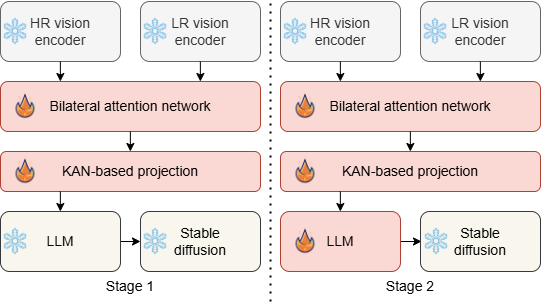 HR vision
encoder
LR vision
encoder
Bilateral attention network
KAN-based projection
LLM
Stable
diffusion
Stage 1
HR vision
encoder
LR vision
encoder
Bilateral attention network
KAN-based projection
LLM
Stable
diffusion
Stage 2